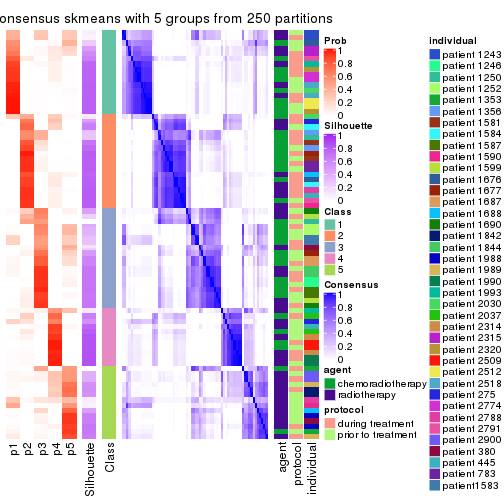 onsensus skmeans with 5 groups from 250 partitions
p1
p2
p3
p4
p5
Silhouette
Class
agent
protocol
individual
Prob
1
0.8
0.6
0.4
0.2
0
Silhouette
1
0.8
0.6
0.4
0.2
0
Class
1
2
3
4
5
Consensus
1
0.8
0.6
0.4
0.2
0
agent
chemoradiotherapy
radiotherapy
protocol
during treatment
prior to treatment
individual
patient 1243
patient 1246
patient 1250
patient 1252
patient 1353
patient 1356
patient 1581
patient 1584
patient 1587
patient 1590
patient 1599
patient 1676
patient 1677
patient 1687
patient 1688
patient 1690
patient 1842
patient 1844
patient 1988
patient 1989
patient 1990
patient 1993
patient 2030
patient 2037
patient 2314
patient 2315
patient 2320
patient 2509
patient 2512
patient 2518
patient 275
patient 2774
patient 2788
patient 2791
patient 2900
patient 380
patient 445
patient 783
patient1583